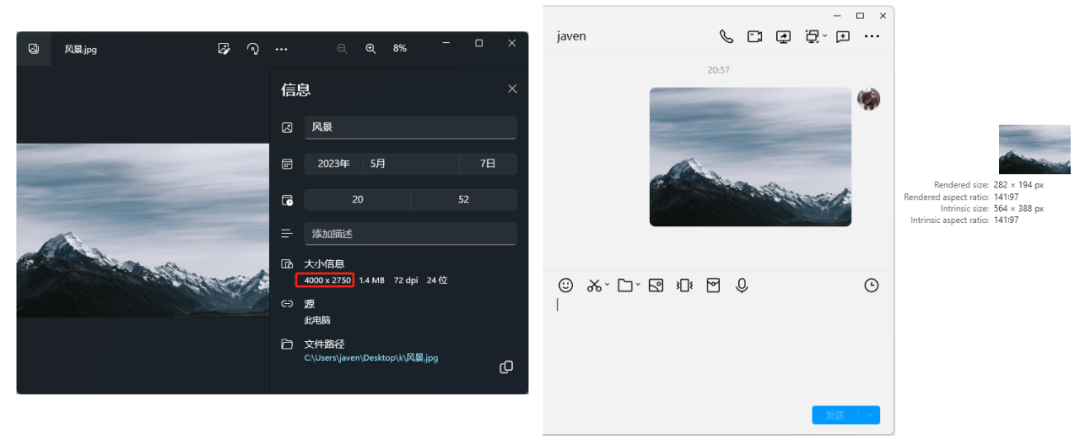 风景.jpg
8%
信息
风景
2023年 5月 7日
20 52
添加描述
大小信息
4000 x 2750 1.4 MB 72 dpi 24 位
源
此电脑
文件路径
C:\Users\javen\Desktop\k\风景.jpg
javen
20:57
发送
Rendered size: 282 × 194 px
Rendered aspect ratio: 141:97
Intrinsic size: 564 × 388 px
Intrinsic aspect ratio: 141:97